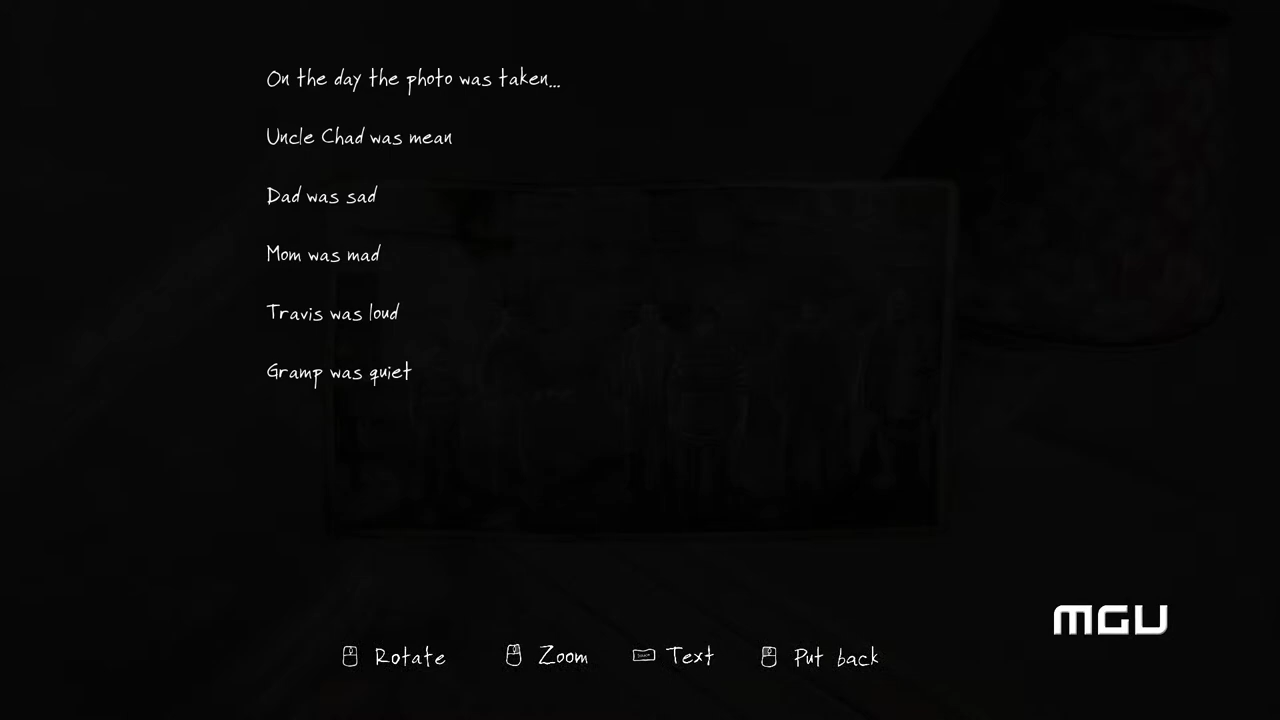 On the day the photo was taken...
Uncle Chad was mean
Dad was sad
Mom was mad
Travis was loud
Gramp was quiet
MGU
Rotate Zoom Text Put back